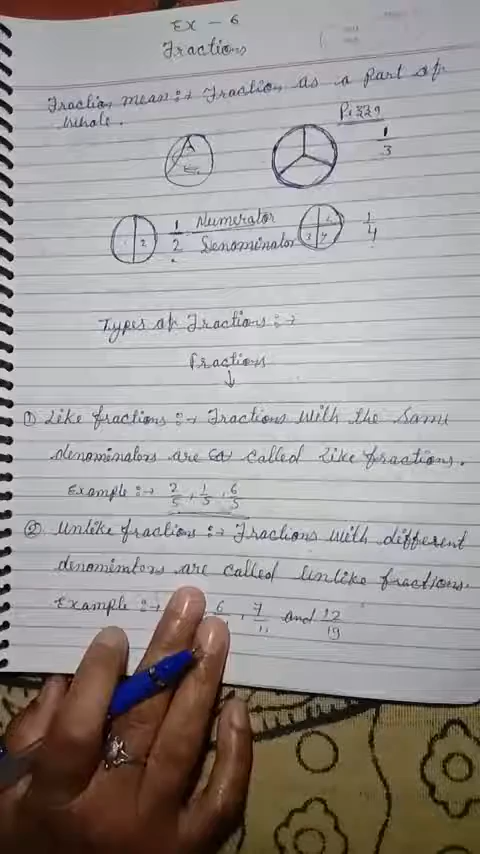 Ex - 6
Fractions
Fraction mean :→ Fraction as a part of
whole.
Pizza
1/3
2 1/2 Numerator/Denominator 1/4
Types of Fractions :→
Fractions
↓
① Like fractions :→ Fractions with the same
denominators are called Like fractions.
Example :→ 2/5, 1/5, 6/5
② Unlike fractions :→ Fractions with different
denomintors are called Unlike fractions.
Example :→ 7/11 and 12/19